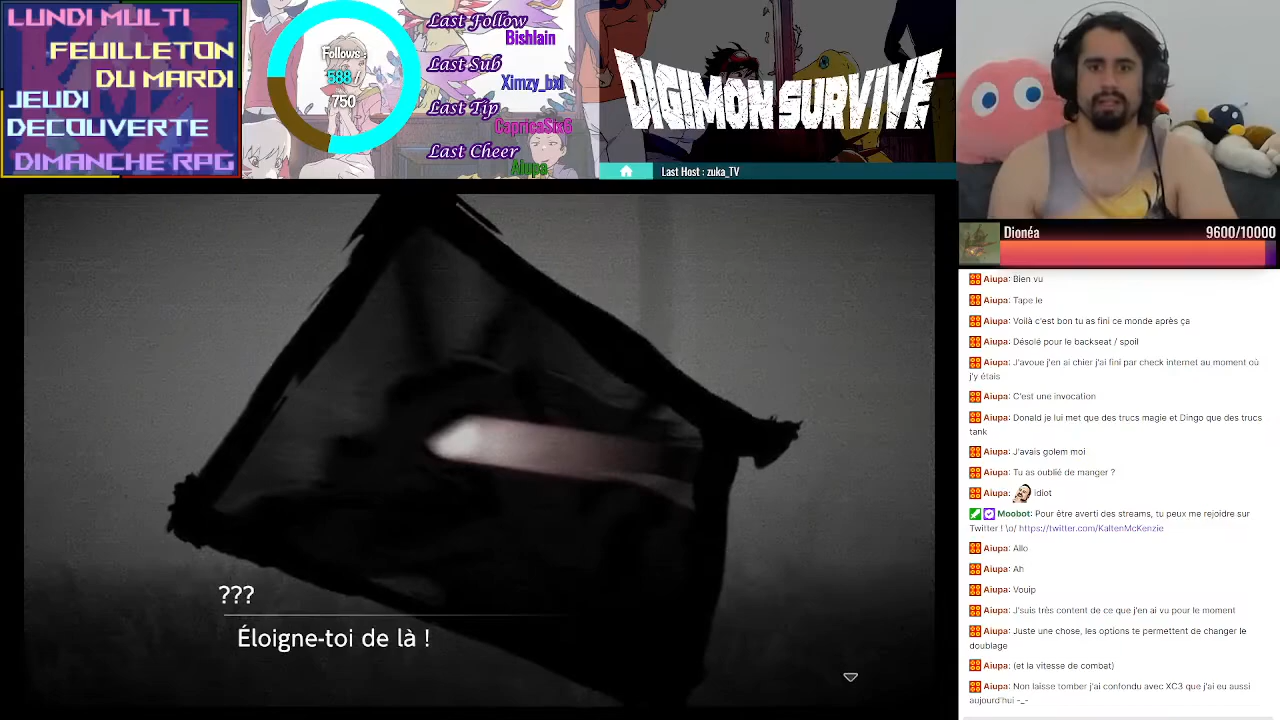 LUNDI MULTI
FEUILLETON
DU MARDI
JEUDI
DECOUVERTE
DIMANCHE RPG
Follows :
588 /
750
Last Follow
Bishlain
Last Sub
Ximzy_bxl
Last Tip
CapricaSix6
Last Cheer
Aiupa
DIGIMON SURVIVE
Last Host : zuka_TV
Dionéa
9600/10000
Aiupa: Bien vu
Aiupa: Tape le
Aiupa: Voilà c'est bon tu as fini ce monde après ça
Aiupa: Désolé pour le backseat / spoil
Aiupa: J'avoue j'en ai chier j'ai fini par check internet au moment où
j'y étais
Aiupa: C'est une invocation
Aiupa: Donald je lui met que des trucs magie et Dingo que des trucs
tank
Aiupa: J'avais golem moi
Aiupa: Tu as oublié de manger ?
Aiupa: idiot
Moobot: Pour être averti des streams, tu peux me rejoidre sur
Twitter ! \o/ https://twitter.com/KaltenMcKenzie
Aiupa: Allo
Aiupa: Ah
Aiupa: Vouip
Aiupa: J'suis très content de ce que j'en ai vu pour le moment
Aiupa: Juste une chose, les options te permettent de changer le
doublage
Aiupa: (et la vitesse de combat)
Aiupa: Non laisse tomber j'ai confondu avec XC3 que j'ai eu aussi
aujourd'hui -_-
???
Éloigne-toi de là !